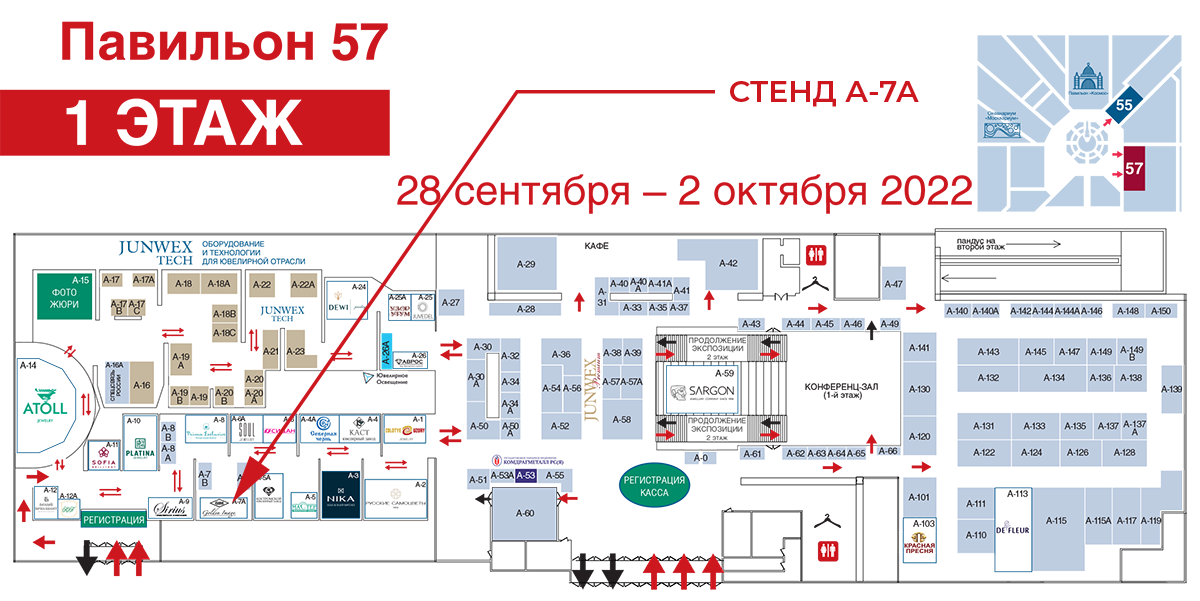 Павильон 57
1 ЭТАЖ
СТЕНД А-7А
28 сентября – 2 октября 2022
Павильон «Космос»
55
57
JUNWEX
TECH
ОБОРУДОВАНИЕ
И ТЕХНОЛОГИИ
ДЛЯ ЮВЕЛИРНОЙ ОТРАСЛИ
КАФЕ
пандус на
второй этаж
A-15
ФОТО
ЖЮРИ
A-17
A-17A
A-17
B
A-17
C
A-18
A-18A
A-18B
A-18C
A-22
A-22A
JUNWEX
TECH
A-24
DEWI
A-25A
A-25
JUVEDEL
A-27
A-26A
A-26
АВРОС
Ювелирное
Освещение
A-21
A-23
A-19
A
A-19
B
A-19
A-20
C
A-20
A-20
A
A-14
ATOLL
A-16A
A-16
A-29
A-28
A-42
A-31
A-40
A-40
A
A-41A
A-41
A-33
A-35
A-37
A-47
A-43
A-44
A-45
A-46
A-49
A-140
A-140A
A-142
A-144
A-144A
A-146
A-148
A-150
A-30
A-32
A-30
A
A-34
A-34
A
A-50
A-50
A
A-36
A-54
A-56
A-52
JUNWEX
A-38
A-39
A-57
A-57A
A-58
ПРОДОЛЖЕНИЕ
ЭКСПОЗИЦИИ
2 ЭТАЖ
A-59
SARGON
ПРОДОЛЖЕНИЕ
ЭКСПОЗИЦИИ
2 ЭТАЖ
КОНФЕРЕНЦ-ЗАЛ
(1-й этаж)
A-141
A-130
A-120
A-143
A-145
A-147
A-149
A-149
B
A-132
A-134
A-136
A-138
A-139
A-131
A-133
A-135
A-137
A-137
A
A-122
A-124
A-126
A-128
A-10
PLATINA
A-11
SOFIA
A-8
B
A-8
A
A-8
A-6A
SOUL
СУСАНН
A-4A
Северная
чернь
A-4
КАСТ
A-1
A-0
A-61
A-62
A-63
A-64
A-65
A-66
A-12
A-12A
РЕГИСТРАЦИЯ
A-9
Sirius
A-7
B
A-7A
A-5
A-3
NIKA
A-2
РУССКИЕ САМОЦВЕТЫ
КОМДРАГМЕТАЛЛ РС(Я)
A-51
A-53A
A-53
A-55
A-60
РЕГИСТРАЦИЯ
КАССА
A-101
A-103
КРАСНАЯ
ПРЕСНЯ
A-111
A-110
A-113
DE FLEUR
A-115
A-115A
A-117
A-119